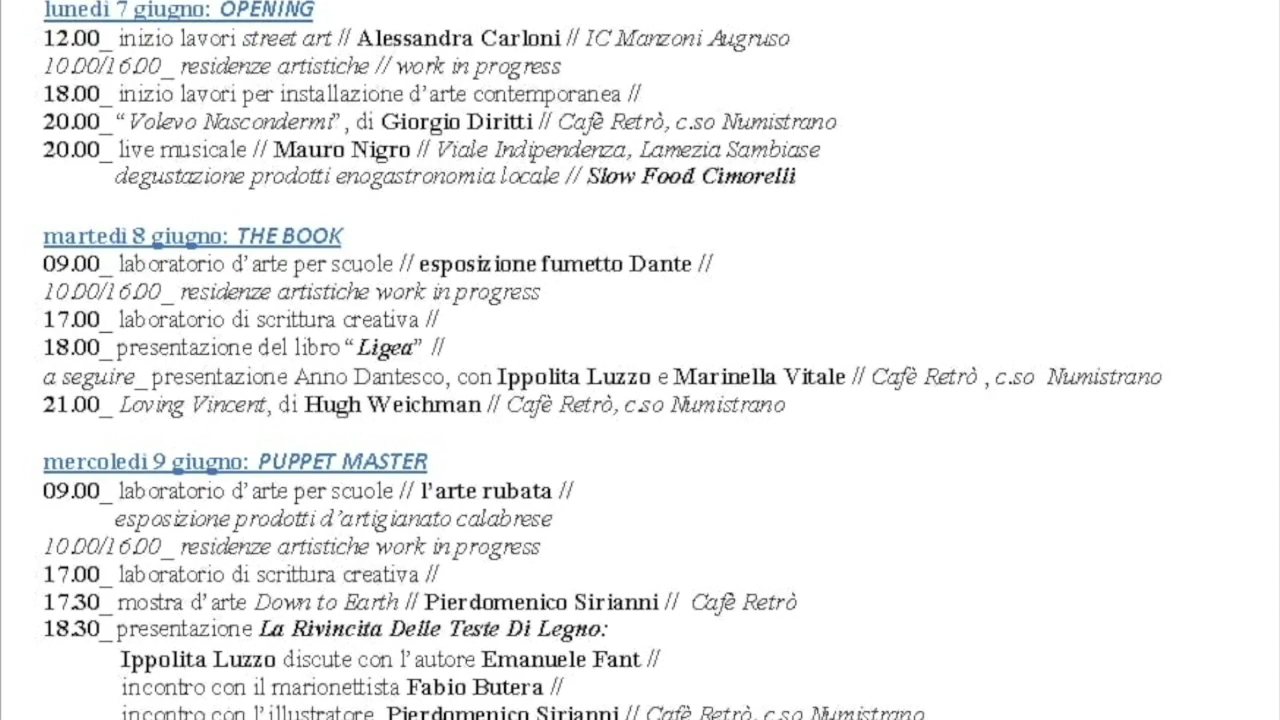 lunedì 7 giugno: OPENING
12.00_ inizio lavori street art // Alessandra Carloni // IC Manzoni Augruso
10.00/16.00_ residenze artistiche // work in progress
18.00_ inizio lavori per installazione d'arte contemporanea //
20.00_ "Volevo Nascondermi", di Giorgio Diritti // Cafè Retrò, c.so Numistrano
20.00_ live musicale // Mauro Nigro // Viale Indipendenza, Lamezia Sambiase
degustazione prodotti enogastronomia locale // Slow Food Cimorelli
martedì 8 giugno: THE BOOK
09.00_ laboratorio d'arte per scuole // esposizione fumetto Dante //
10.00/16.00_ residenze artistiche work in progress
17.00_ laboratorio di scrittura creativa //
18.00_ presentazione del libro "Ligea" //
a seguire_ presentazione Anno Dantesco, con Ippolita Luzzo e Marinella Vitale // Cafè Retrò , c.so Numistrano
21.00_ Loving Vincent, di Hugh Weichman // Cafè Retrò, c.so Numistrano
mercoledì 9 giugno: PUPPET MASTER
09.00_ laboratorio d'arte per scuole // l'arte rubata //
esposizione prodotti d'artigianato calabrese
10.00/16.00_ residenze artistiche work in progress
17.00_ laboratorio di scrittura creativa //
17.30_ mostra d'arte Down to Earth // Pierdomenico Sirianni // Cafè Retrò
18.30_ presentazione La Rivincita Delle Teste Di Legno:
Ippolita Luzzo discute con l'autore Emanuele Fant //
incontro con il marionettista Fabio Butera //
incontro con l'illustratore Pierdomenico Sirianni // Cafè Retrò, c.so Numistrano